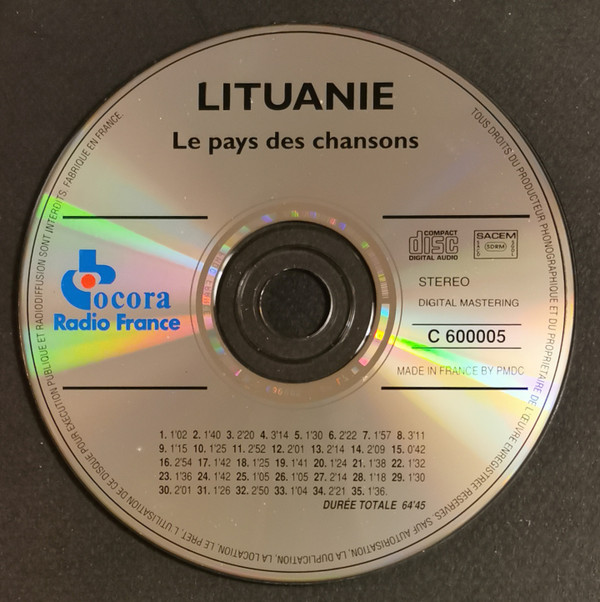 LITUANIE
Le pays des chansons
TOUS DROITS DU PRODUCTEUR PHONOGRAPHIQUE ET DU PROPRIETAIRE DE L'ŒUVRE ENREGISTREE RESERVES. SAUF AUTORISATION, LA DUPLICATION, LA LOCATION, LE PRET, L'UTILISATION DE CE DISQUE POUR EXECUTION PUBLIQUE ET RADIODIFFUSION SONT INTERDITS. FABRIQUE EN FRANCE.
COMPACT
disc
DIGITAL AUDIO
SACEM
SDRM
ocora
Radio France
STEREO
DIGITAL MASTERING
C 600005
MADE IN FRANCE BY PMDC
1. 1'02 2. 1'40 3. 2'20 4. 3'14 5. 1'30 6. 2'22 7. 1'57 8. 3'11
9. 1'15 10. 1'25 11. 2'52 12. 2'01 13. 2'14 14. 2'09 15. 0'42
16. 2'54 17. 1'42 18. 1'25 19. 1'41 20. 1'24 21. 1'38 22. 1'32
23. 1'36 24. 1'42 25. 1'05 26. 1'05 27. 2'14 28. 1'18 29. 1'30
30. 2'01 31. 1'26 32. 2'50 33. 1'04 34. 2'21 35. 1'36.
DURÉE TOTALE 64'45